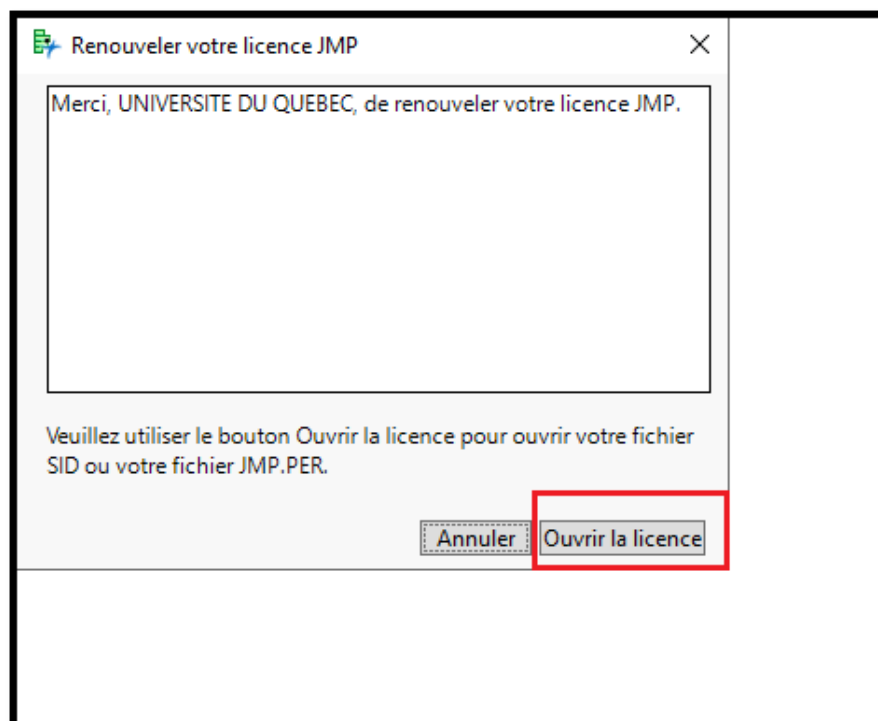 Renouveler votre licence JMP
Merci, UNIVERSITE DU QUEBEC, de renouveler votre licence JMP.
Veuillez utiliser le bouton Ouvrir la licence pour ouvrir votre fichier
SID ou votre fichier JMP.PER.
Annuler Ouvrir la licence